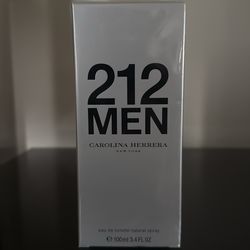 212
MEN
CAROLINA HERRERA
NEW YORK
eau de toilette natural spray
℮ 100ml 3.4 FL.OZ